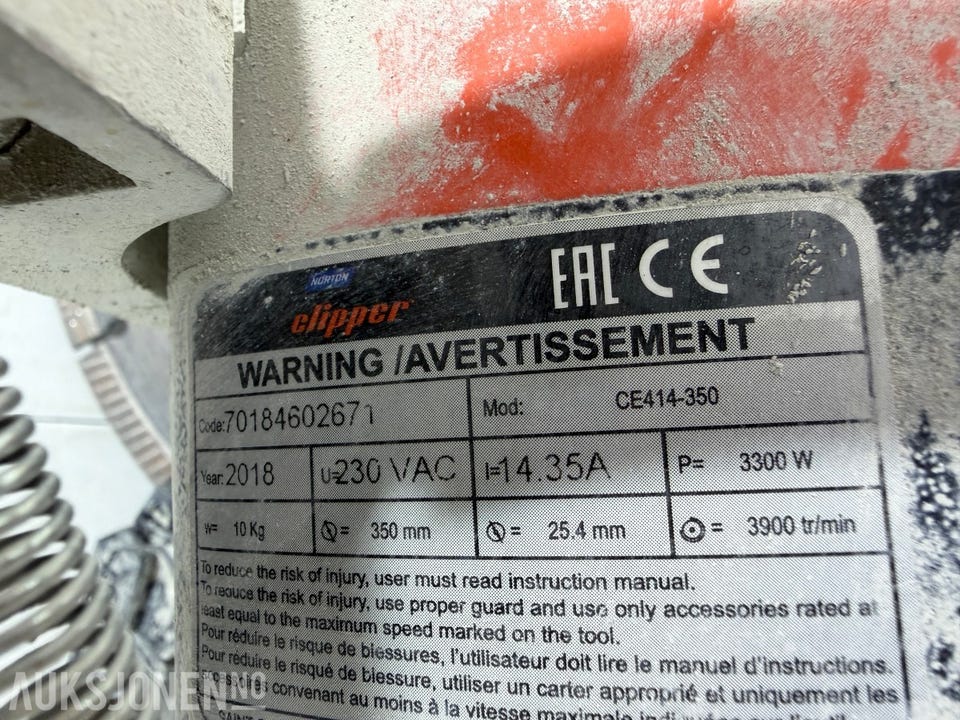 NORTON
clipper
EAC CE
WARNING /AVERTISSEMENT
Code: 70184602671 Mod: CE414-350
Year: 2018 U= 230 VAC I= 14.35A P= 3300 W
w= 10 Kg = 350 mm = 25.4 mm = 3900 tr/min
To reduce the risk of injury, user must read instruction manual.
To reduce the risk of injury, use proper guard and use only accessories rated at
least equal to the maximum speed marked on the tool.
Pour réduire le risque de blessures, l'utilisateur doit lire le manuel d'instructions.
Pour réduire le risqué de blessure, utiliser un carter approprié et uniquement les
accessoires convenant au moins à la vitesse maximale
SAINT
AUKSJONEN.NO